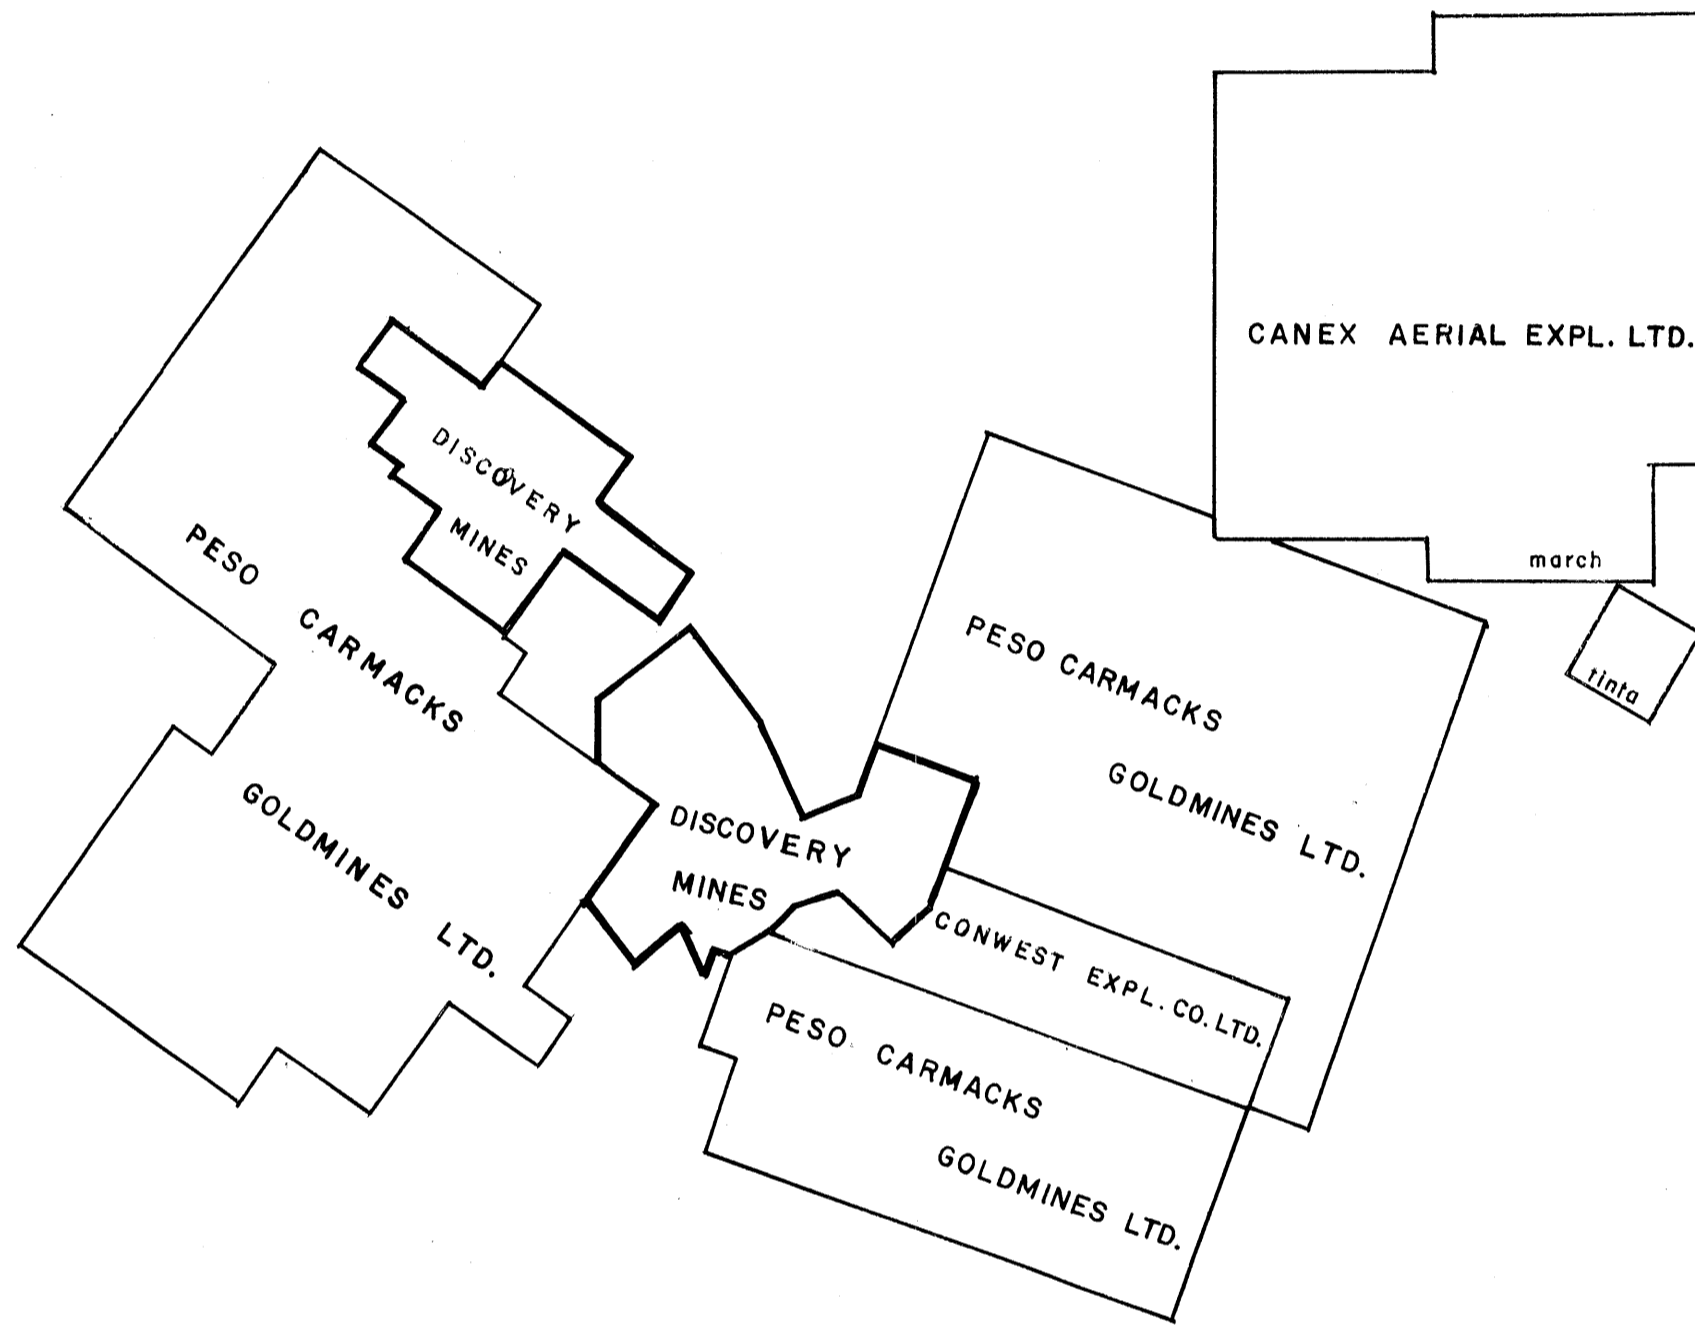 CANEX AERIAL EXPL. LTD.
march
tinta
DISCOVERY
MINES
PESO CARMACKS
GOLDMINES LTD.
PESO CARMACKS
GOLDMINES LTD.
DISCOVERY
MINES
CONWEST EXPL. CO. LTD.
PESO CARMACKS
GOLDMINES LTD.